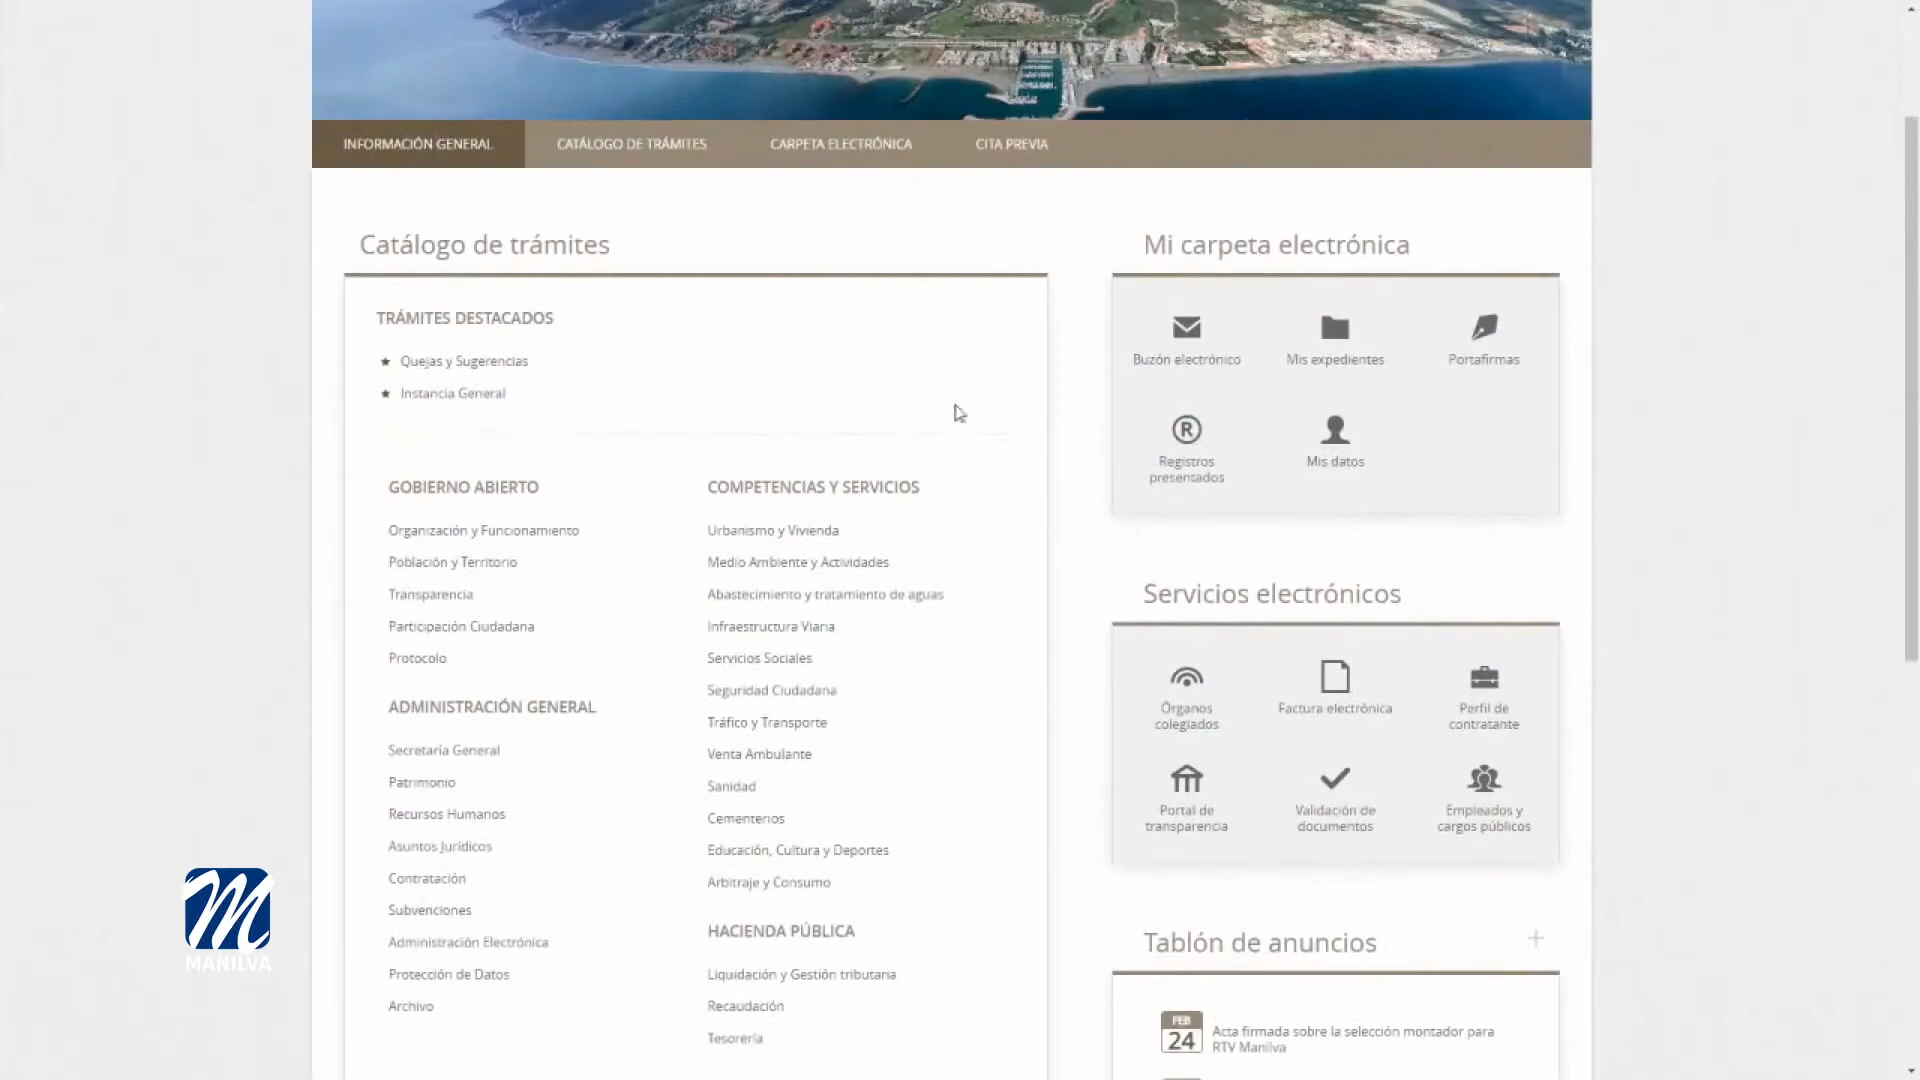 INFORMACIÓN GENERAL
CATÁLOGO DE TRÁMITES
CARPETA ELECTRÓNICA
CITA PREVIA
Catálogo de trámites
TRÁMITES DESTACADOS
Quejas y Sugerencias
Instancia General
GOBIERNO ABIERTO
Organización y Funcionamiento
Población y Territorio
Transparencia
Participación Ciudadana
Protocolo
ADMINISTRACIÓN GENERAL
Secretaría General
Patrimonio
Recursos Humanos
Asuntos Jurídicos
Contratación
Subvenciones
Administración Electrónica
Protección de Datos
Archivo
COMPETENCIAS Y SERVICIOS
Urbanismo y Vivienda
Medio Ambiente y Actividades
Abastecimiento y tratamiento de aguas
Infraestructura Viaria
Servicios Sociales
Seguridad Ciudadana
Tráfico y Transporte
Venta Ambulante
Sanidad
Cementerios
Educación, Cultura y Deportes
Arbitraje y Consumo
HACIENDA PÚBLICA
Liquidación y Gestión tributaria
Recaudación
Tesorería
Mi carpeta electrónica
Buzón electrónico
Mis expedientes
Portafirmas
®
Registros
presentados
Mis datos
Servicios electrónicos
Órganos
colegiados
Factura electrónica
Perfil de
contratante
Portal de
transparencia
Validación de
documentos
Empleados y
cargos públicos
Tablón de anuncios
+
FEB
24
Acta firmada sobre la selección montador para
RTV Manilva
M
MANILVA